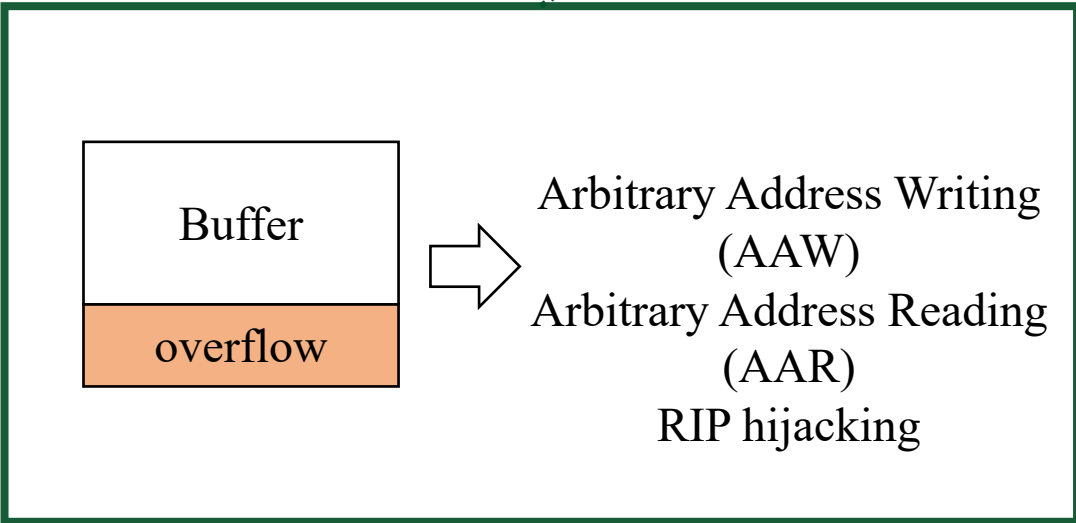 Buffer
overflow
Arbitrary Address Writing
(AAW)
Arbitrary Address Reading
(AAR)
RIP hijacking